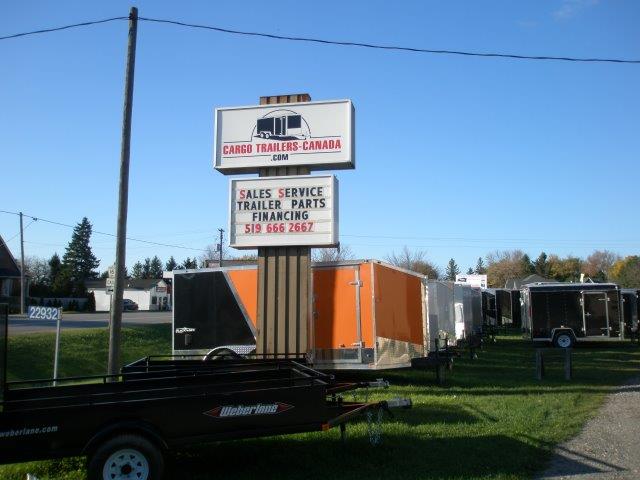 CARGO TRAILERS-CANADA
.COM
SALES SERVICE
TRAILER PARTS
FINANCING
519 666 2667
22932
Weberlane
weberlane.com